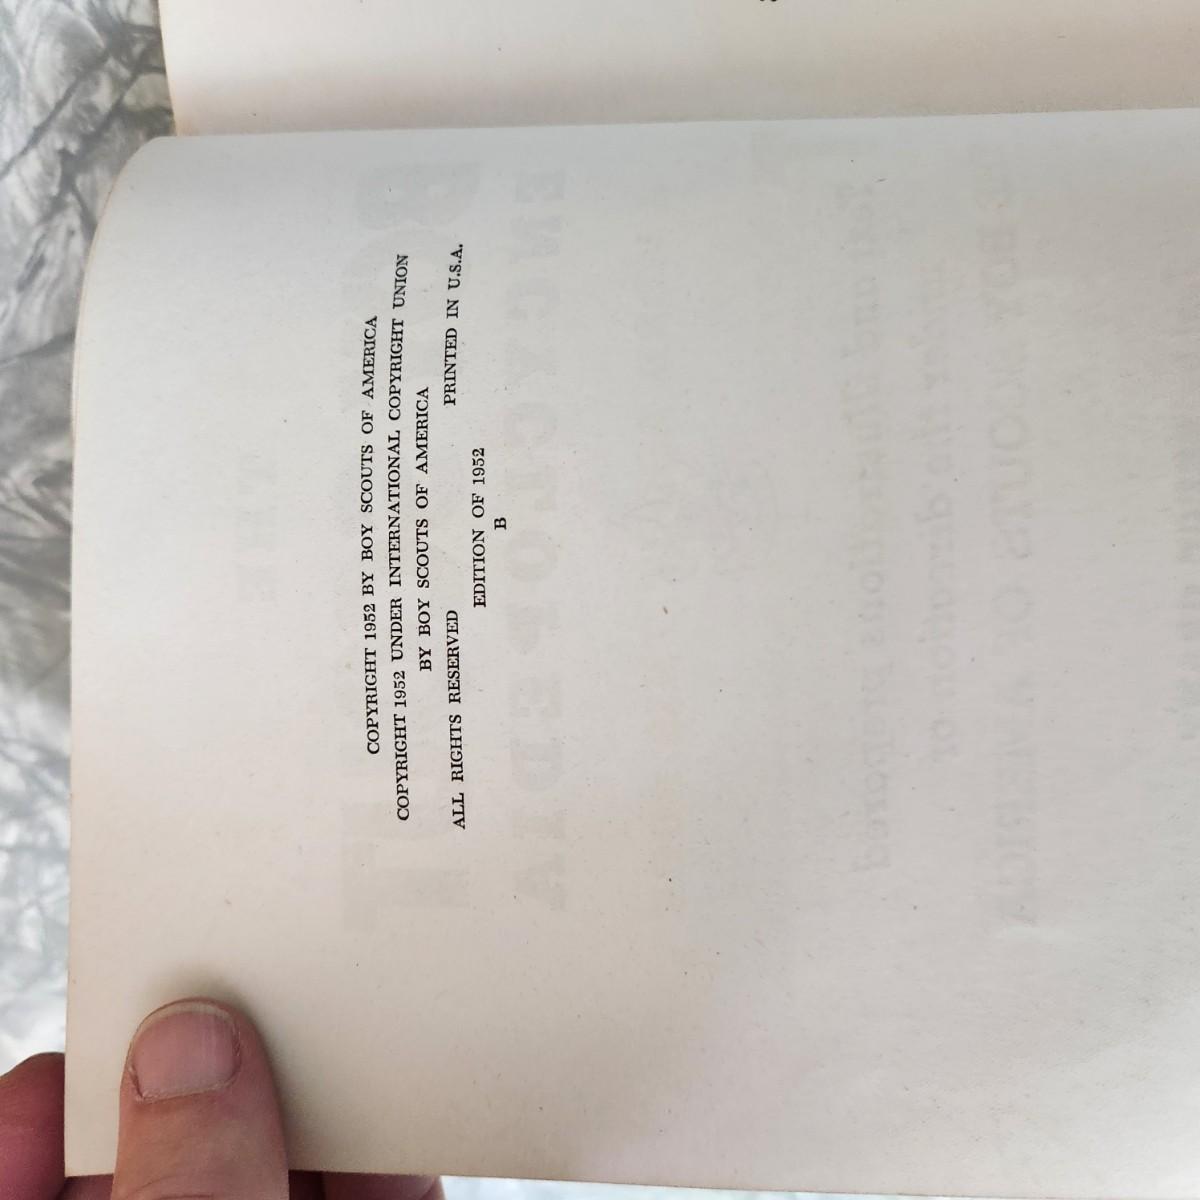 COPYRIGHT 1952 BY BOY SCOUTS OF AMERICA
COPYRIGHT 1952 UNDER INTERNATIONAL COPYRIGHT UNION
BY BOY SCOUTS OF AMERICA
ALL RIGHTS RESERVED PRINTED IN U.S.A.
EDITION OF 1952
B